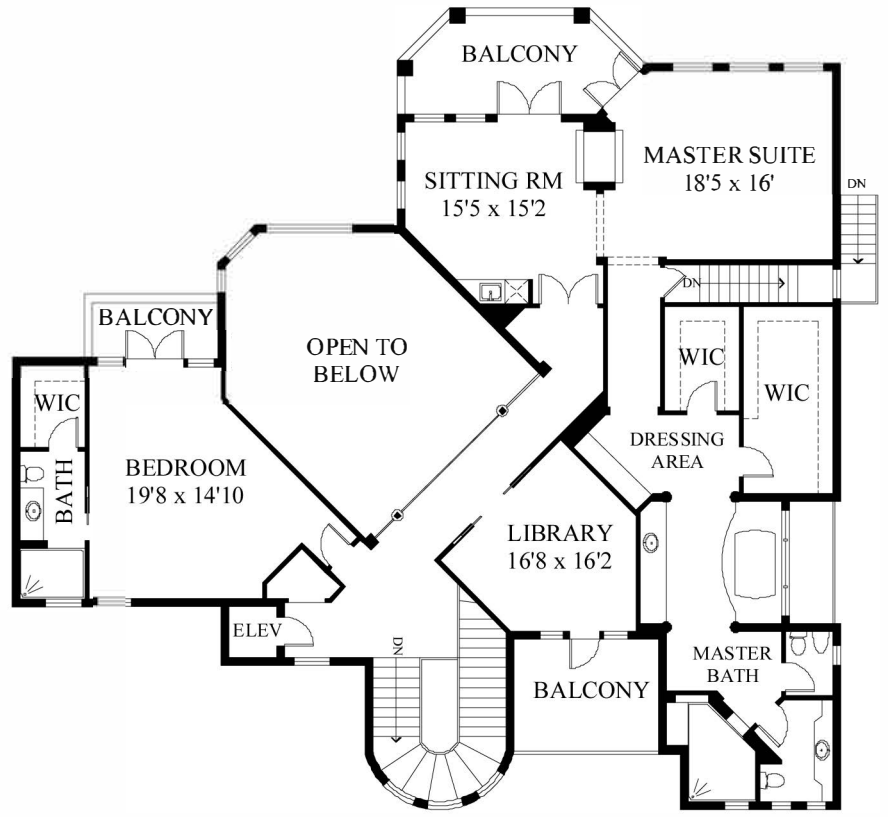 BALCONY
MASTER SUITE
18'5 x 16'
SITTING RM
15'5 x 15'2
DN
DN
BALCONY
OPEN TO
BELOW
WIC
WIC
WIC
DRESSING
AREA
BEDROOM
19'8 x 14'10
BATH
LIBRARY
16'8 x 16'2
ELEV
DN
MASTER
BATH
BALCONY